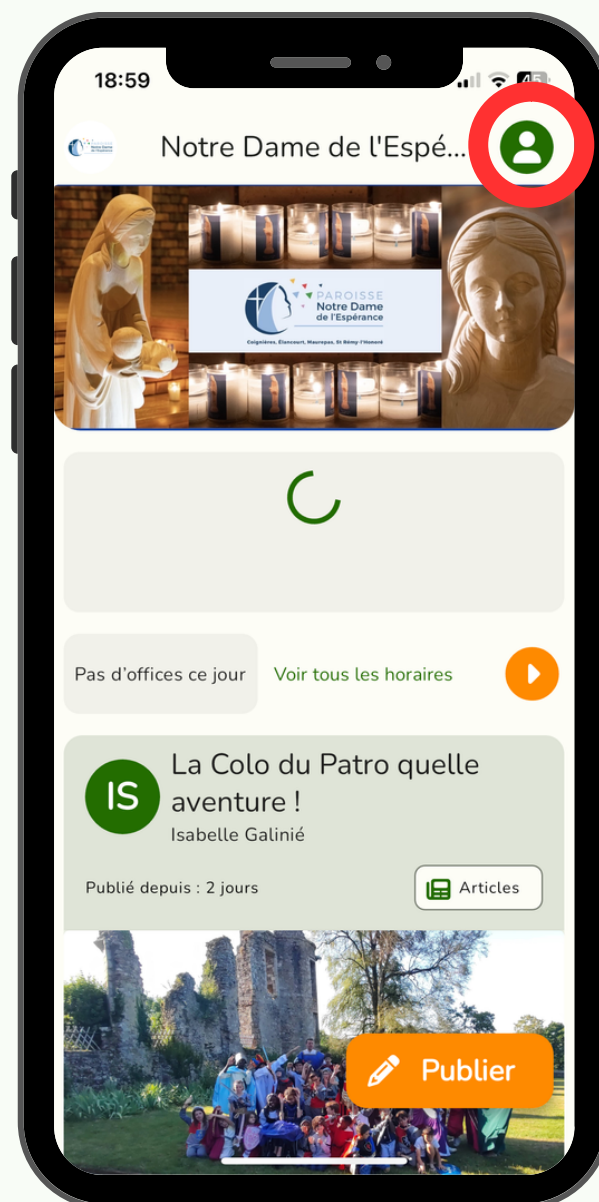 18:59
45
Notre Dame de l'Espé...
PAROISSE
Notre Dame
de l'Espérance
Coignières, Élancourt, Maurepas, St Rémy-l'Honoré
Pas d'offices ce jour
Voir tous les horaires
IS
La Colo du Patro quelle
aventure !
Isabelle Galinié
Publié depuis : 2 jours
Articles
Publier